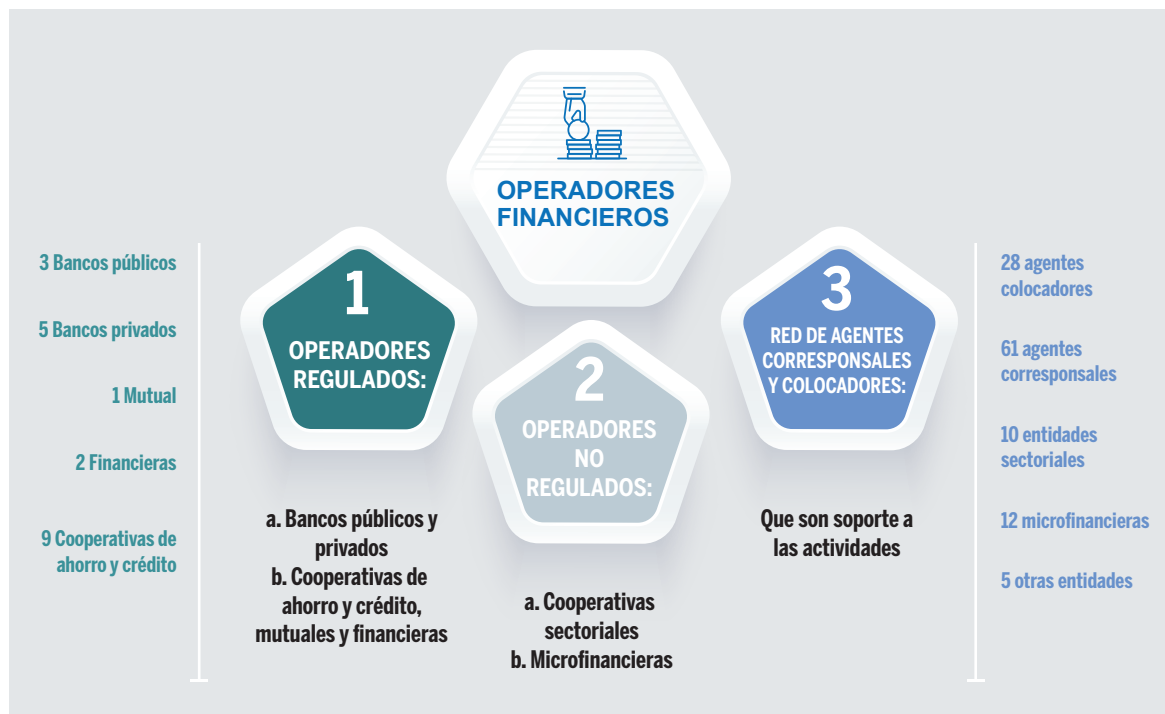 OPERADORES
FINANCIEROS
3 Bancos públicos
5 Bancos privados
1 Mutual
2 Financieras
9 Cooperativas de
ahorro y crédito
1
OPERADORES
REGULADOS:
a. Bancos públicos y
privados
b. Cooperativas de
ahorro y crédito,
mutuales y financieras
2
OPERADORES
NO
REGULADOS:
a. Cooperativas
sectoriales
b. Microfinancieras
3
RED DE AGENTES
CORRESPONSALES
Y COLOCADORES:
Que son soporte a
las actividades
28 agentes
colocadores
61 agentes
corresponsales
10 entidades
sectoriales
12 microfinancieras
5 otras entidades